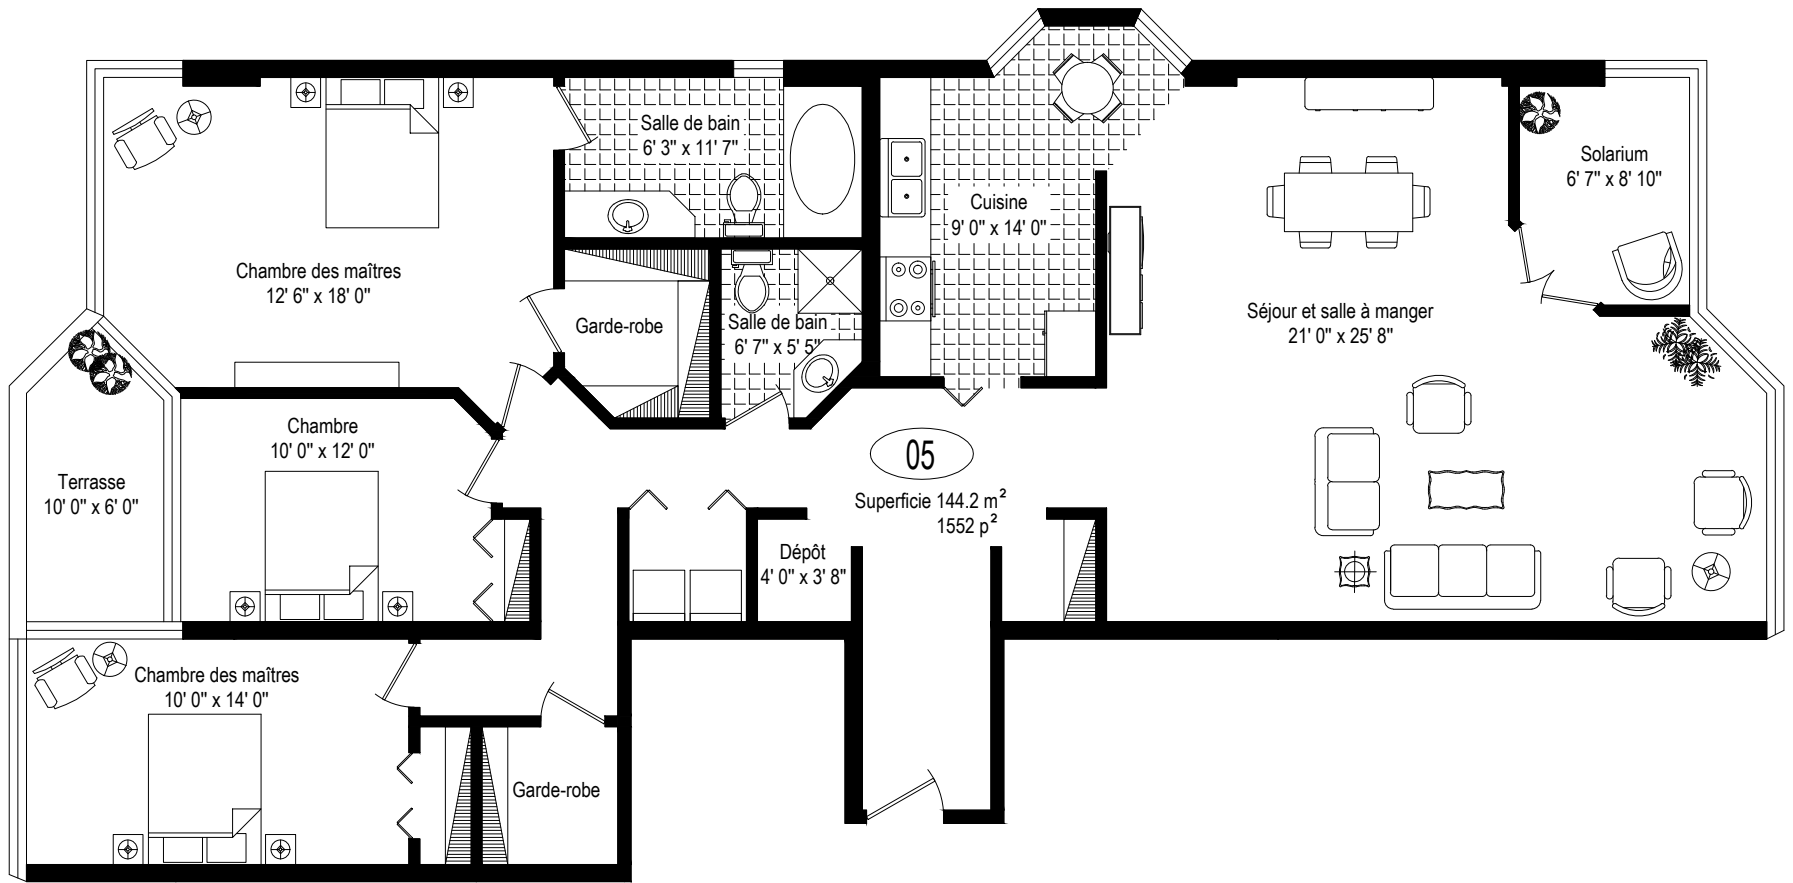 Salle de bain
6' 3" x 11' 7"
Solarium
6' 7" x 8' 10"
Cuisine
9' 0" x 14' 0"
Chambre des maîtres
12' 6" x 18' 0"
Garde-robe
Salle de bain
6' 7" x 5' 5"
Séjour et salle à manger
21' 0" x 25' 8"
Chambre
10' 0" x 12' 0"
05
Terrasse
10' 0" x 6' 0"
Superficie 144.2 m²
1552 p²
Dépôt
4' 0" x 3' 8"
Chambre des maîtres
10' 0" x 14' 0"
Garde-robe